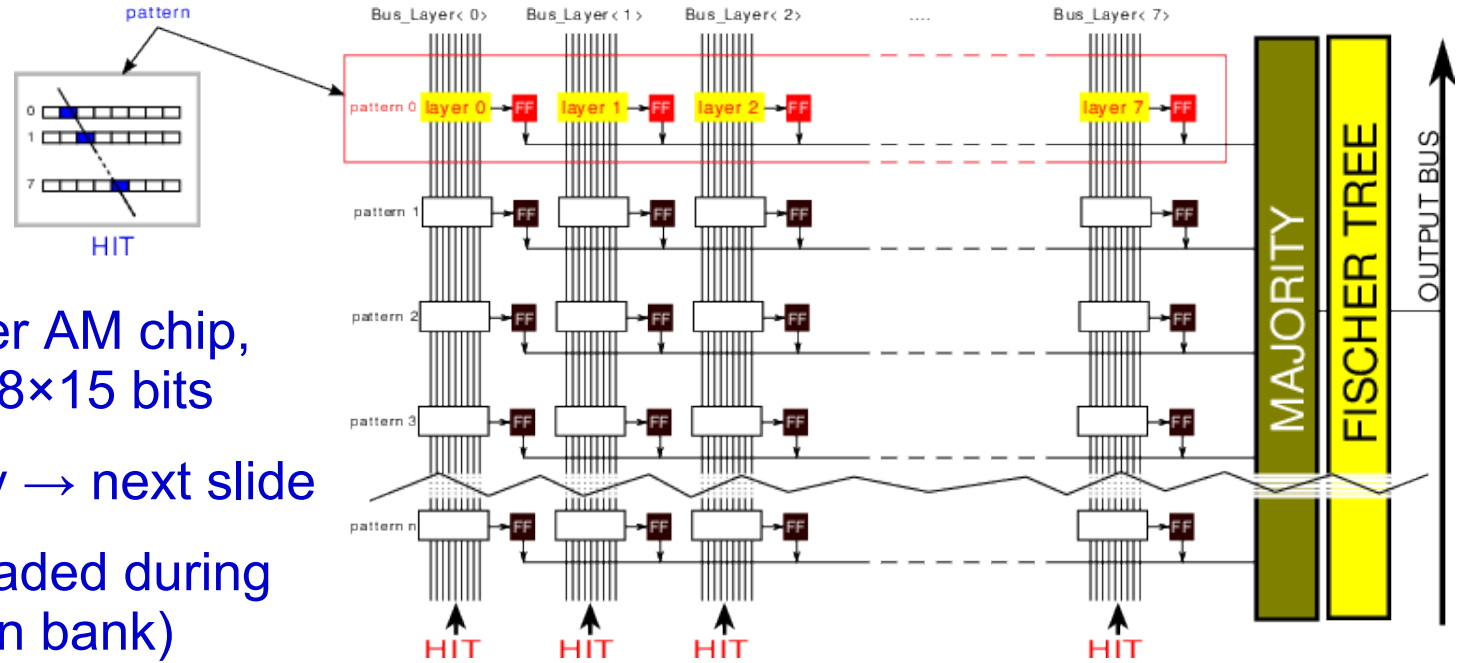 pattern
Bus_Layer< 0> Bus_Layer< 1> Bus_Layer< 2> .... Bus_Layer< 7>
0
1
7
HIT
pattern 0 layer 0 FF layer 1 FF layer 2 FF layer 7 FF
pattern 1 FF FF FF FF
pattern 2 FF FF FF FF
pattern 3 FF FF FF FF
pattern n FF FF FF FF
HIT HIT HIT HIT
MAJORITY
FISCHER TREE
OUTPUT BUS
er AM chip,
8×15 bits
→ next slide
aded during
n bank)